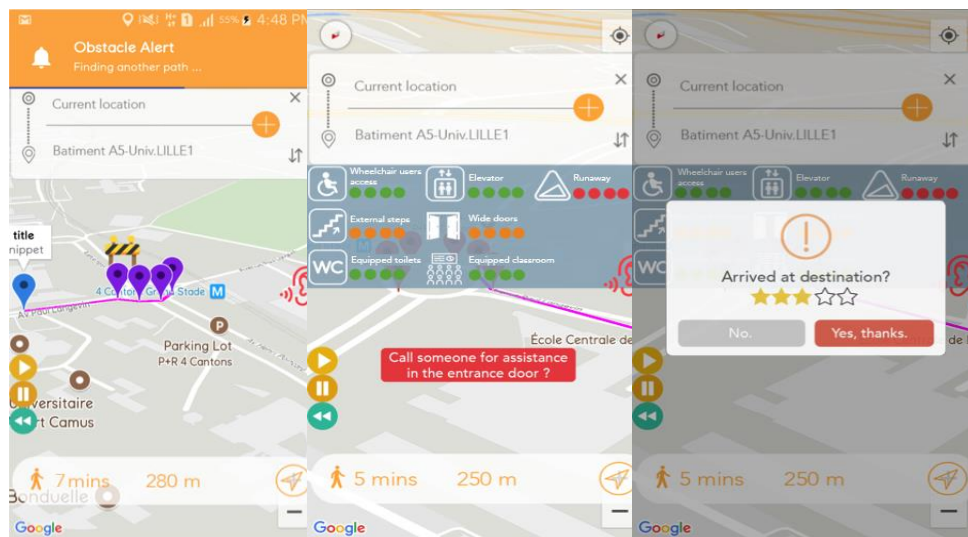 55% 4:48 PM
Obstacle Alert
Finding another path ...
Current location
Batiment A5-Univ.LILLE1
title
nippet
4 Cantons Grand Stade M
Av Paul Langevin
P
Parking Lot
P+R 4 Cantons
versitaire
rt Camus
7 mins 280 m
Bonduelle
Google
Current location
Batiment A5-Univ.LILLE1
Wheelchair users
access
Elevator
Runaway
External steps
Wide doors
WC
Equipped toilets
Equipped classroom
École Centrale de
Call someone for assistance
in the entrance door ?
5 mins 250 m
Google
Current location
Batiment A5-Univ.LILLE1
Wheelchair users
access
Elevator
Runaway
WC
Arrived at destination?
No. Yes, thanks.
5 mins 250 m
Google